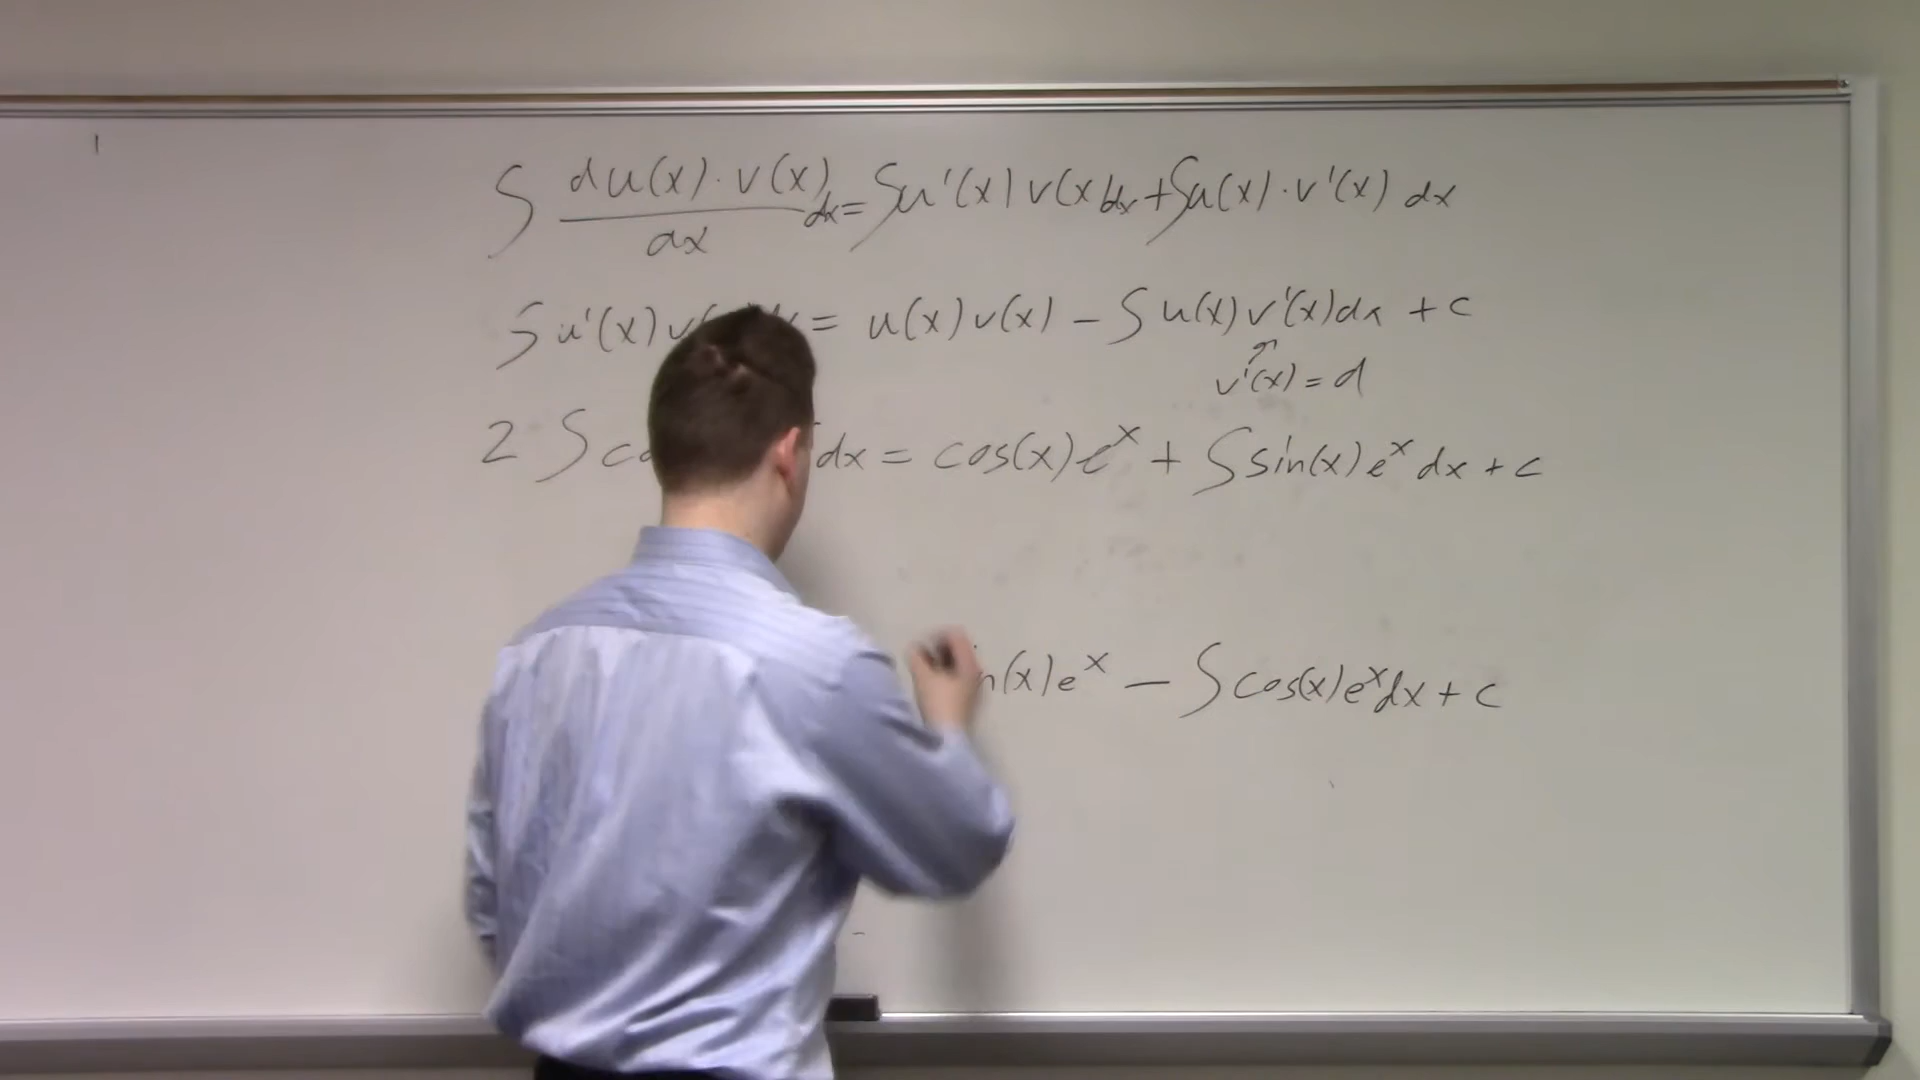 ∫ du(x)·v(x)/dx dx = ∫u'(x)v(x)dx + ∫u(x)·v'(x) dx
∫u'(x)v = u(x)v(x) − ∫u(x)v'(x)dx + c
v'(x) = d
2 ∫ dx = cos(x)e^x + ∫sin(x)e^x dx + c
n(x)e^x − ∫cos(x)e^x dx + c